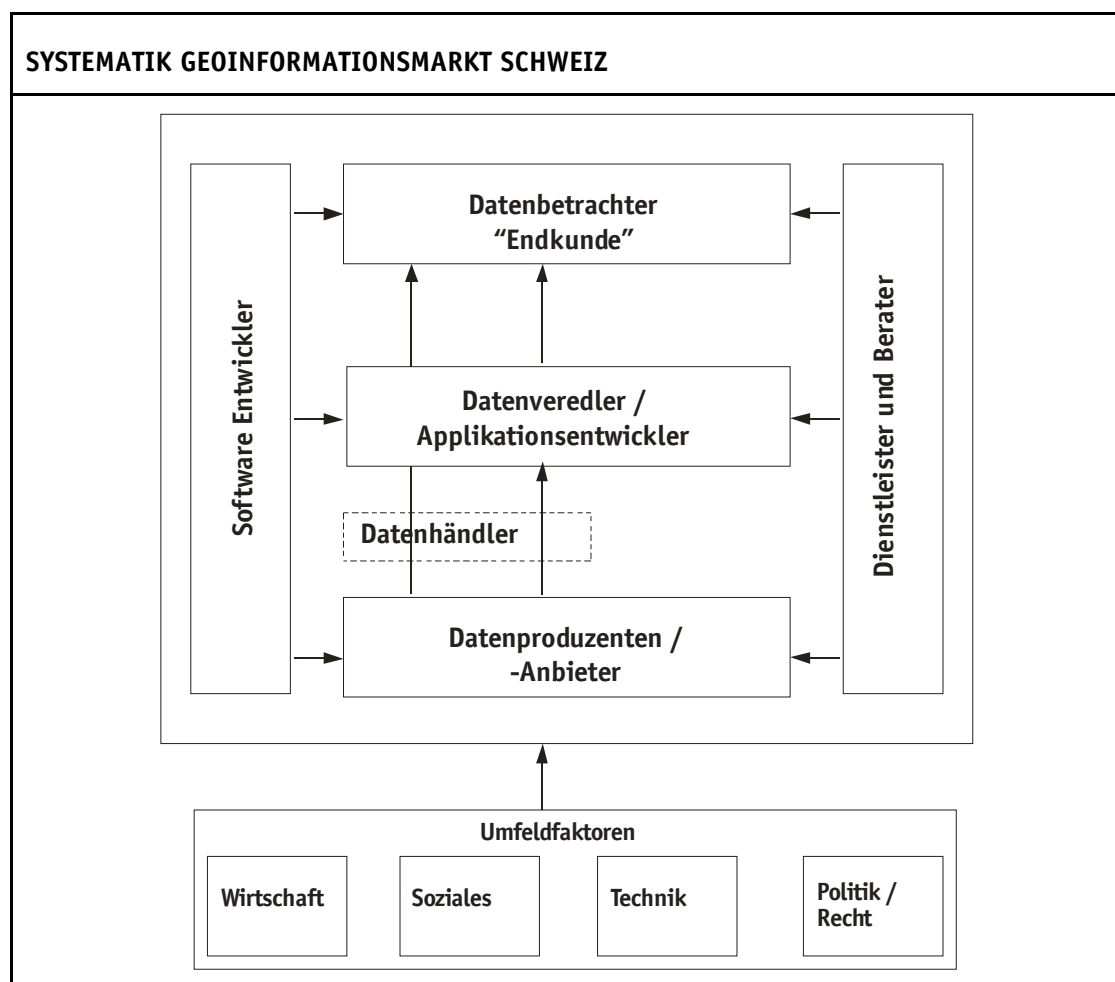 SYSTEMATIK GEOINFORMATIONSMARKT SCHWEIZ
Datenbetrachter
“Endkunde”
Software Entwickler
Dienstleister und Berater
Datenveredler /
Applikationsentwickler
Datenhändler
Datenproduzenten /
-Anbieter
Umfeldfaktoren
Wirtschaft
Soziales
Technik
Politik /
Recht